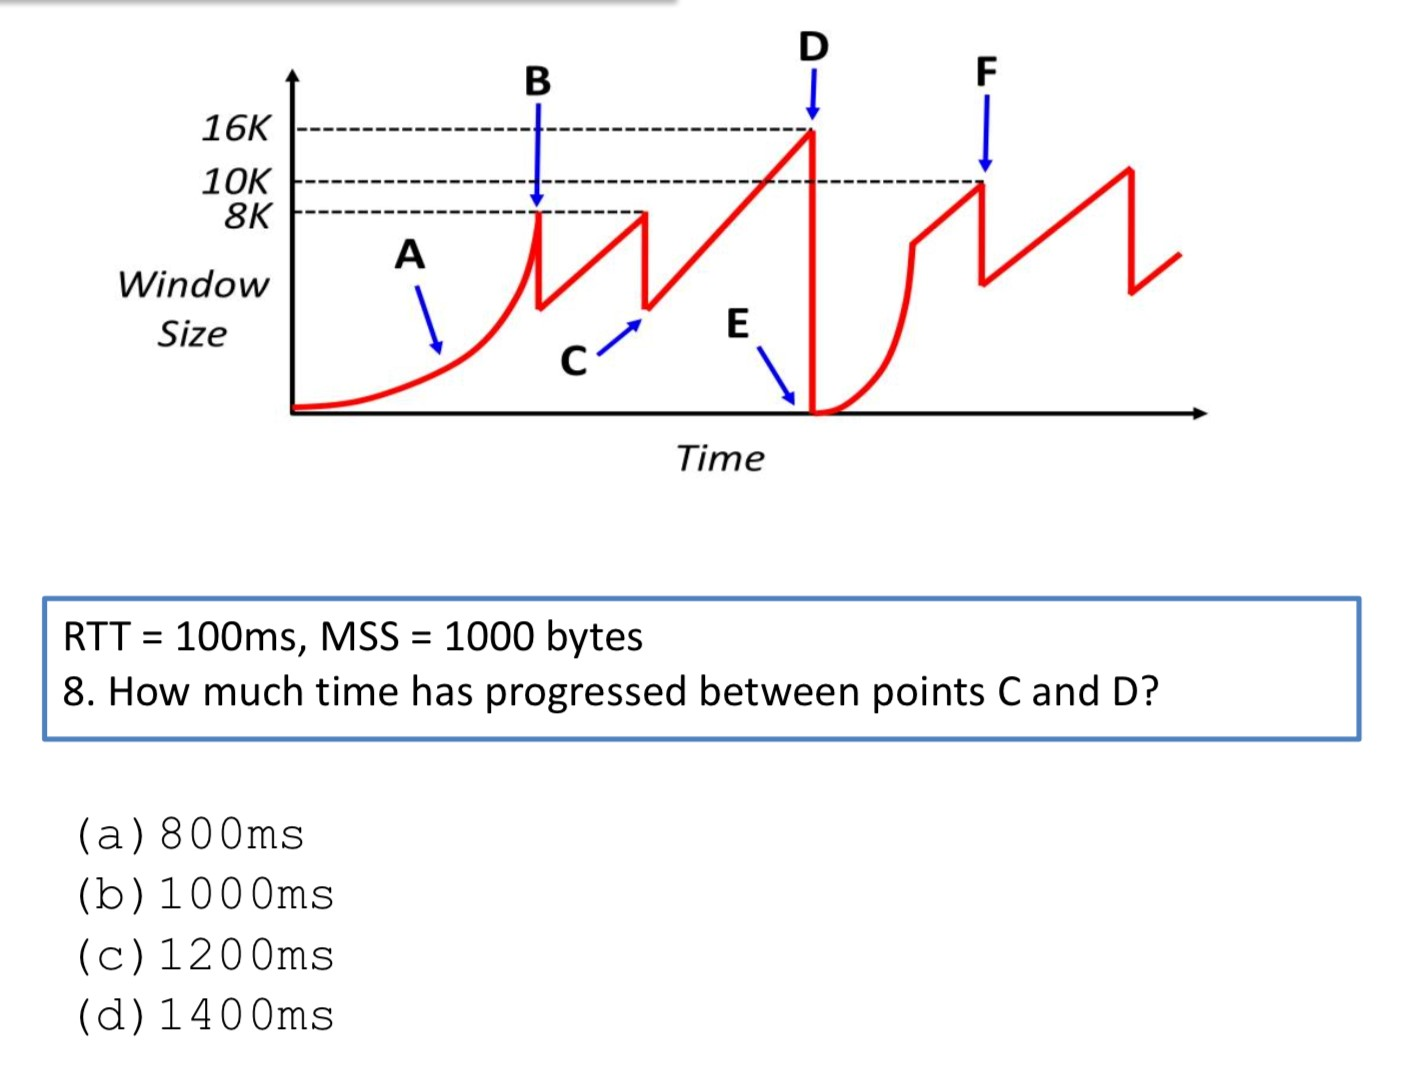 D
B
F
16K
10K
8K
A
Window
Size
E
C
Time
RTT = 100ms, MSS = 1000 bytes
8. How much time has progressed between points C and D?
(a) 800ms
(b) 1000ms
(c) 1200ms
(d) 1400ms